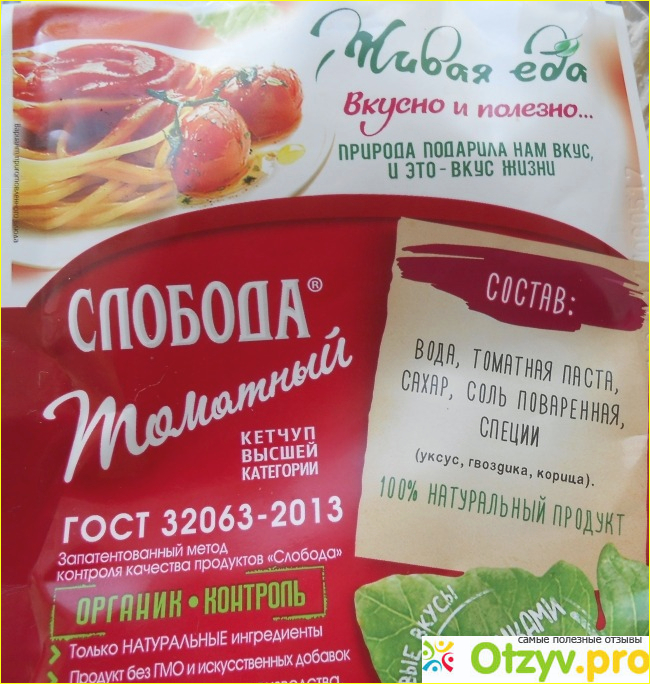 Живая еда
Вкусно и полезно...
ПРИРОДА ПОДАРИЛА НАМ ВКУС,
И ЭТО - ВКУС ЖИЗНИ
СЛОБОДА®
Томатный
КЕТЧУП
ВЫСШЕЙ
КАТЕГОРИИ
ГОСТ 32063-2013
Запатентованный метод
контроля качества продуктов «Слобода»
ОРГАНИК • КОНТРОЛЬ
Только НАТУРАЛЬНЫЕ ингредиенты
Продукт без ГМО и искусственных добавок
СОСТАВ:
ВОДА, ТОМАТНАЯ ПАСТА,
САХАР, СОЛЬ ПОВАРЕННАЯ,
СПЕЦИИ
(уксус, гвоздика, корица).
100% НАТУРАЛЬНЫЙ ПРОДУКТ
ВКУСЫ
самые полезные отзывы
Otzyv.pro